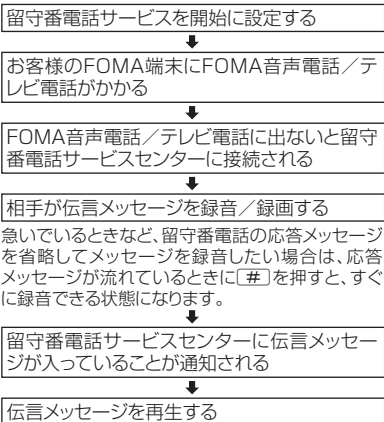 留守番電話サービスを開始に設定する
お客様のFOMA端末にFOMA音声電話／テ
レビ電話がかかる
FOMA音声電話／テレビ電話に出ないと留守
番電話サービスセンターに接続される
相手が伝言メッセージを録音／録画する
急いでいるときなど、留守番電話の応答メッセージ
を省略してメッセージを録音したい場合は、応答
メッセージが流れているときに#を押すと、すぐ
に録音できる状態になります。
留守番電話サービスセンターに伝言メッセー
ジが入っていることが通知される
伝言メッセージを再生する